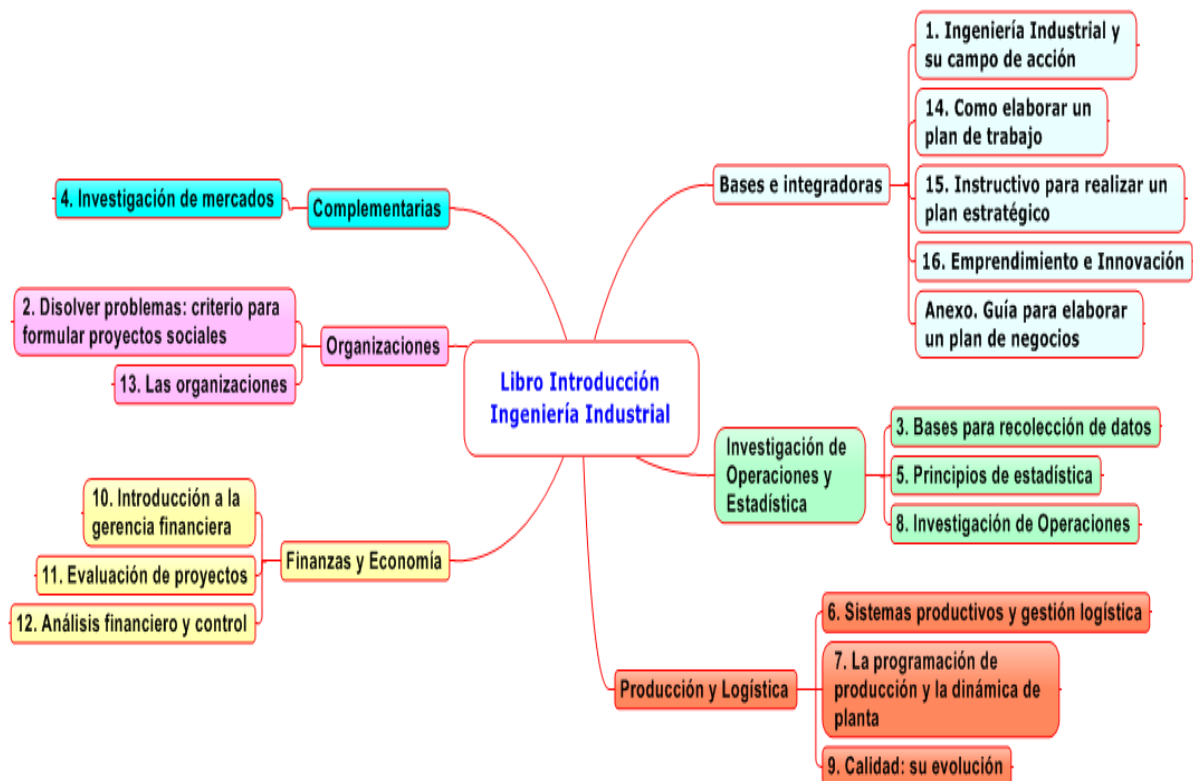 Libro Introducción
Ingeniería Industrial
Bases e integradoras
1. Ingeniería Industrial y
su campo de acción
14. Como elaborar un
plan de trabajo
15. Instructivo para realizar un
plan estratégico
16. Emprendimiento e Innovación
Anexo. Guía para elaborar
un plan de negocios
Investigación de
Operaciones y
Estadística
3. Bases para recolección de datos
5. Principios de estadística
8. Investigación de Operaciones
Producción y Logística
6. Sistemas productivos y gestión logística
7. La programación de
producción y la dinámica de
planta
9. Calidad: su evolución
Complementarias
4. Investigación de mercados
Organizaciones
2. Disolver problemas: criterio para
formular proyectos sociales
13. Las organizaciones
Finanzas y Economía
10. Introducción a la
gerencia financiera
11. Evaluación de proyectos
12. Análisis financiero y control